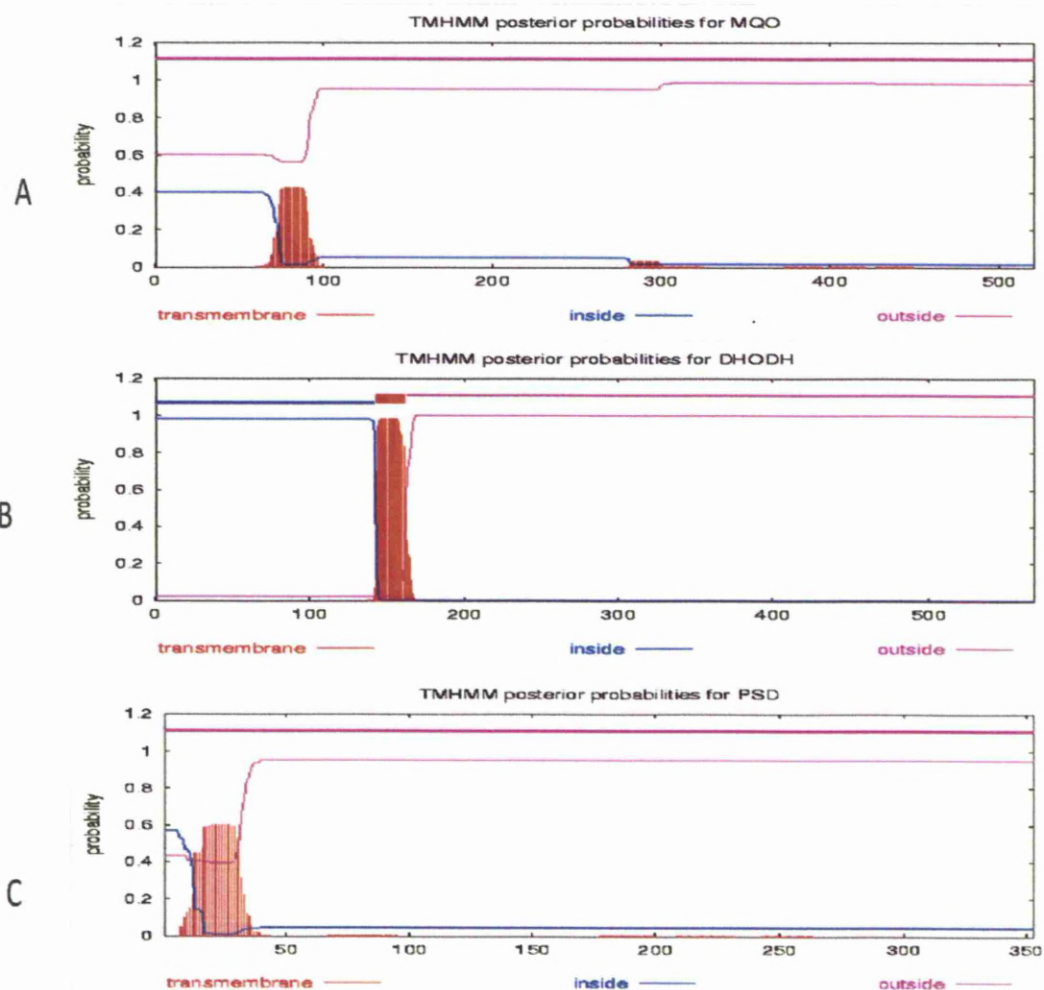 TMHMM posterior probabilities for MQO
1.2
1
0.8
0.6
0.4
0.2
0
probability
A
0 100 200 300 400 500
transmembrane inside outside
TMHMM posterior probabilities for DHODH
1.2
1
0.8
0.6
0.4
0.2
0
probability
B
0 100 200 300 400 500
transmembrane inside outside
TMHMM posterior probabilities for PSD
1.2
1
0.8
0.6
0.4
0.2
0
probability
C
50 100 150 200 250 300 350
transmembrane inside outside